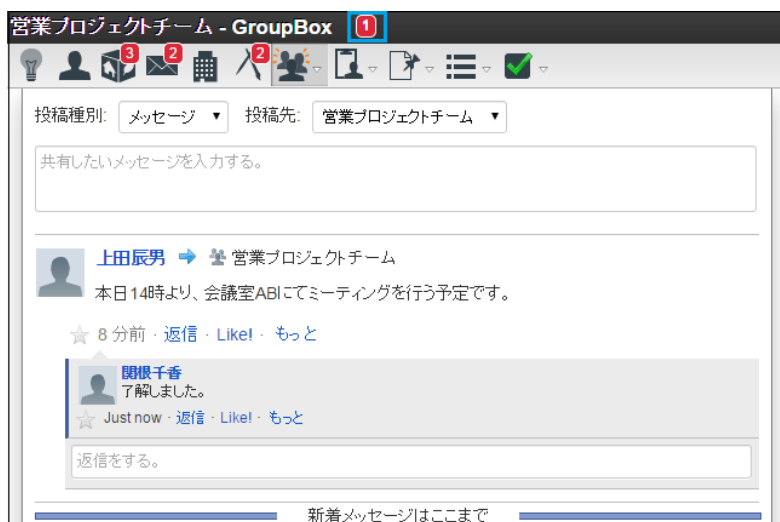 営業プロジェクトチーム - GroupBox 1
3 2 2
投稿種別: メッセージ 投稿先: 営業プロジェクトチーム
共有したいメッセージを入力する。
上田辰男 営業プロジェクトチーム
本日14時より、会議室ABにてミーティングを行う予定です。
8 分前 · 返信 · Like! · もっと
関根千香
了解しました。
Just now · 返信 · Like! · もっと
返信をする。
新着メッセージはここまで